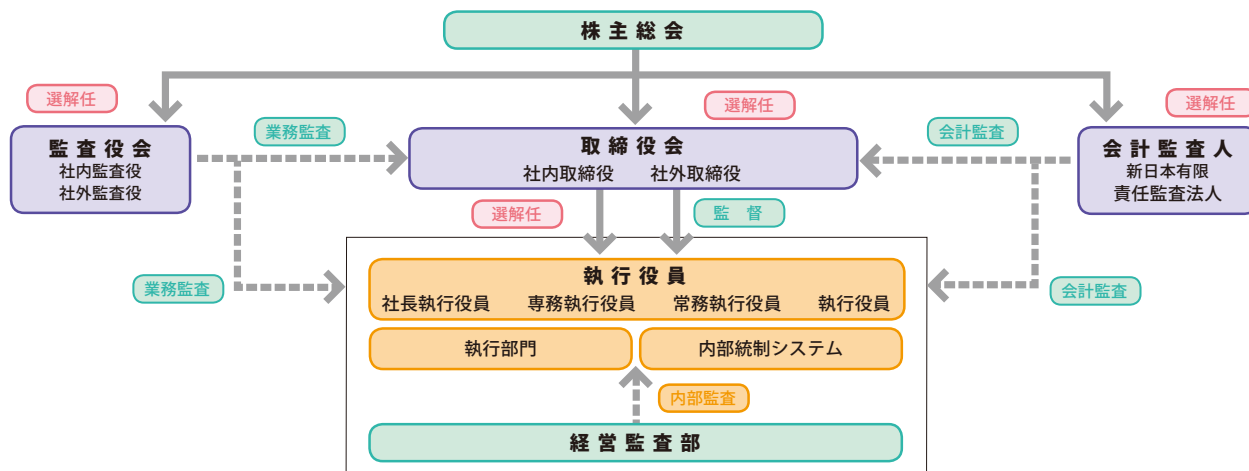 株主総会
選解任
選解任
選解任
監査役会
社内監査役
社外監査役
業務監査
取締役会
社内取締役 社外取締役
会計監査
会計監査人
新日本有限
責任監査法人
選解任
監 督
業務監査
会計監査
執行役員
社長執行役員 専務執行役員 常務執行役員 執行役員
執行部門
内部統制システム
内部監査
経営監査部